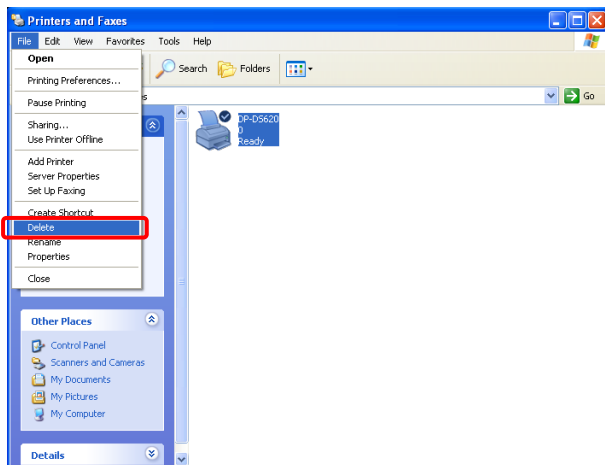 Printers and Faxes
File Edit View Favorites Tools Help
Open
Printing Preferences...
Pause Printing
Sharing...
Use Printer Offline
Add Printer
Server Properties
Set Up Faxing
Create Shortcut
Delete
Rename
Properties
Close
Search Folders
es
Go
DP-DS620
0
Ready
Other Places
Control Panel
Scanners and Cameras
My Documents
My Pictures
My Computer
Details